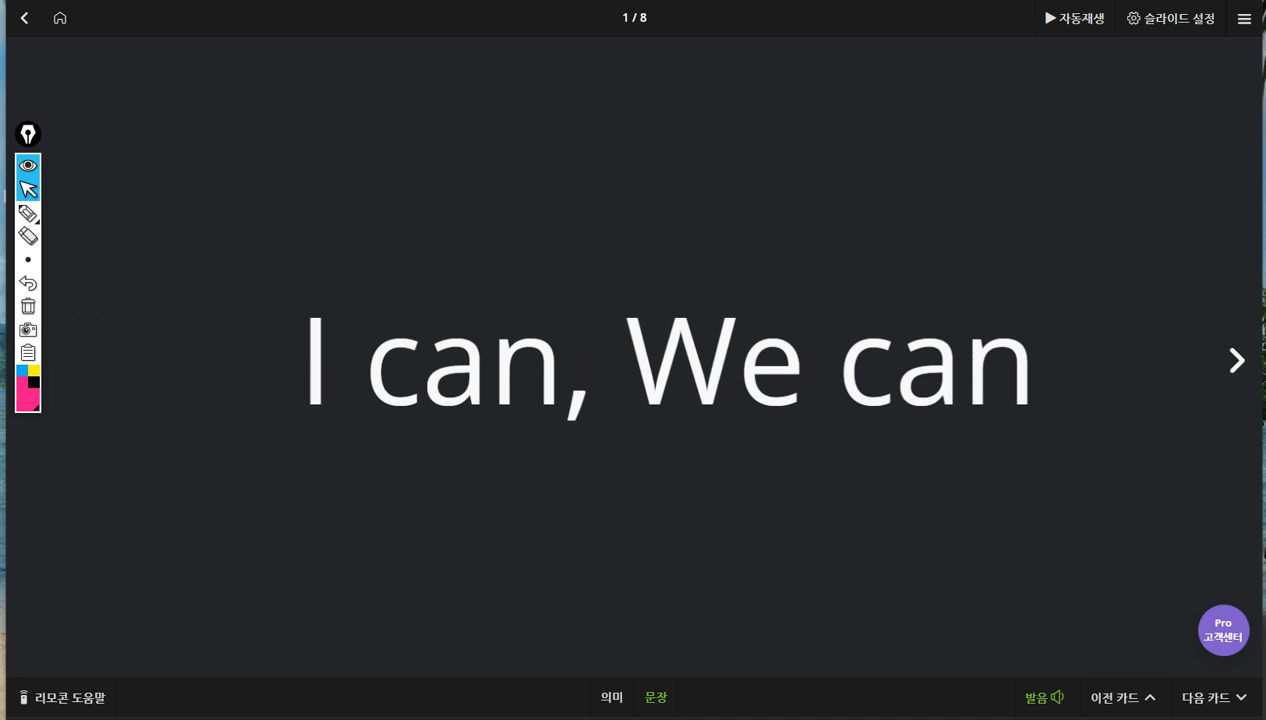 1 / 8
자동재생
슬라이드 설정
I can, We can
Pro
고객센터
리모콘 도움말
의미
문장
발음
이전 카드
다음 카드